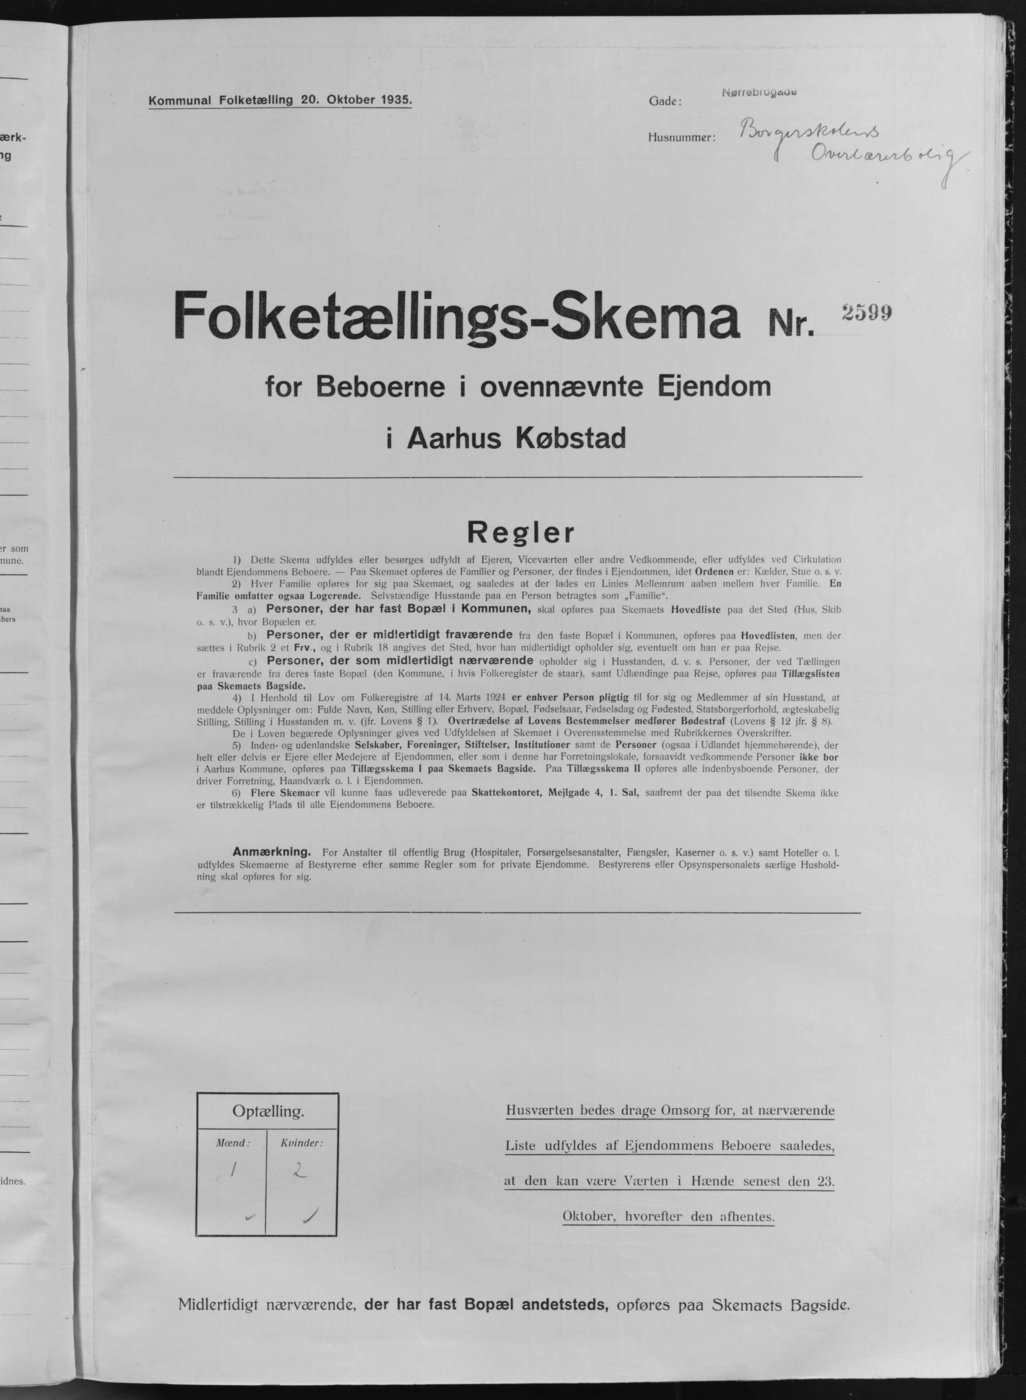 Kommunal Folketælling 20. Oktober 1935.
Gade: Nørrebrogade
Husnummer: Borgerskolens
Overlærerbolig
Folketællings-Skema Nr. 2599
for Beboerne i ovennævnte Ejendom
i Aarhus Købstad
Regler
1) Dette Skema udfyldes eller besørges udfyldt af Ejeren, Viceværten eller andre Vedkommende, eller udfyldes ved Cirkulation
blandt Ejendommens Beboere. — Paa Skemaet opføres de Familier og Personer, der findes i Ejendommen, idet Ordenen er: Kælder, Stue o. s. v.
2) Hver Familie opføres for sig paa Skemaet, og saaledes at der lades en Linies Mellemrum aaben mellem hver Familie. En
Familie omfatter ogsaa Logerende. Selvstændige Husstande paa en Person betragtes som „Familie“.
3 a) Personer, der har fast Bopæl i Kommunen, skal opføres paa Skemaets Hovedliste paa det Sted (Hus, Skib
o. s. v.), hvor Bopælen er.
b) Personer, der er midlertidigt fraværende fra den faste Bopæl i Kommunen, opføres paa Hovedlisten, men der
sættes i Rubrik 2 et Frv., og i Rubrik 18 angives det Sted, hvor han midlertidigt opholder sig, eventuelt om han er paa Rejse.
c) Personer, der som midlertidigt nærværende opholder sig i Husstanden, d. v. s. Personer, der ved Tællingen
er fraværende fra deres faste Bopæl (den Kommune, i hvis Folkeregister de staar), samt Udlændinge paa Rejse, opføres paa Tillægslisten
paa Skemaets Bagside.
4) I Henhold til Lov om Folkeregistre af 14. Marts 1924 er enhver Person pligtig til for sig og Medlemmer af sin Husstand, at
meddele Oplysninger om: Fulde Navn, Køn, Stilling eller Erhverv, Bopæl, Fødselsaar, Fødselsdag og Fødested, Statsborgerforhold, ægteskabelig
Stilling, Stilling i Husstanden m. v. (jfr. Lovens § 1). Overtrædelse af Lovens Bestemmelser medfører Bødestraf (Lovens § 12 jfr. § 8).
De i Loven begærede Oplysninger gives ved Udfyldelsen af Skemaet i Overensstemmelse med Rubrikkernes Overskrifter.
5) Inden- og udenlandske Selskaber, Foreninger, Stiftelser, Institutioner samt de Personer (ogsaa i Udlandet hjemmehørende), der
helt eller delvis er Ejere eller Medejere af Ejendommen, eller som i denne har Forretningslokale, forsaavidt vedkommende Personer ikke bor
i Aarhus Kommune, opføres paa Tillægsskema I paa Skemaets Bagside. Paa Tillægsskema II opføres alle indenbysboende Personer, der
driver Forretning, Haandværk o. l. i Ejendommen.
6) Flere Skemaer vil kunne faas udleverede paa Skattekontoret, Mejlgade 4, 1. Sal, saafremt der paa det tilsendte Skema ikke
er tilstrækkelig Plads til alle Ejendommens Beboere.
Anmærkning. For Anstalter til offentlig Brug (Hospitaler, Forsørgelsesanstalter, Fængsler, Kaserner o. s. v.) samt Hoteller o. l.
udfyldes Skemaerne af Bestyrerne efter samme Regler som for private Ejendomme. Bestyrerens eller Opsynspersonalets særlige Hushold-
ning skal opføres for sig.
Optælling.
Mænd: Kvinder:
1 2
Husværten bedes drage Omsorg for, at nærværende
Liste udfyldes af Ejendommens Beboere saaledes,
at den kan være Værten i Hænde senest den 23.
Oktober, hvorefter den afhentes.
Midlertidigt nærværende, der har fast Bopæl andetsteds, opføres paa Skemaets Bagside.